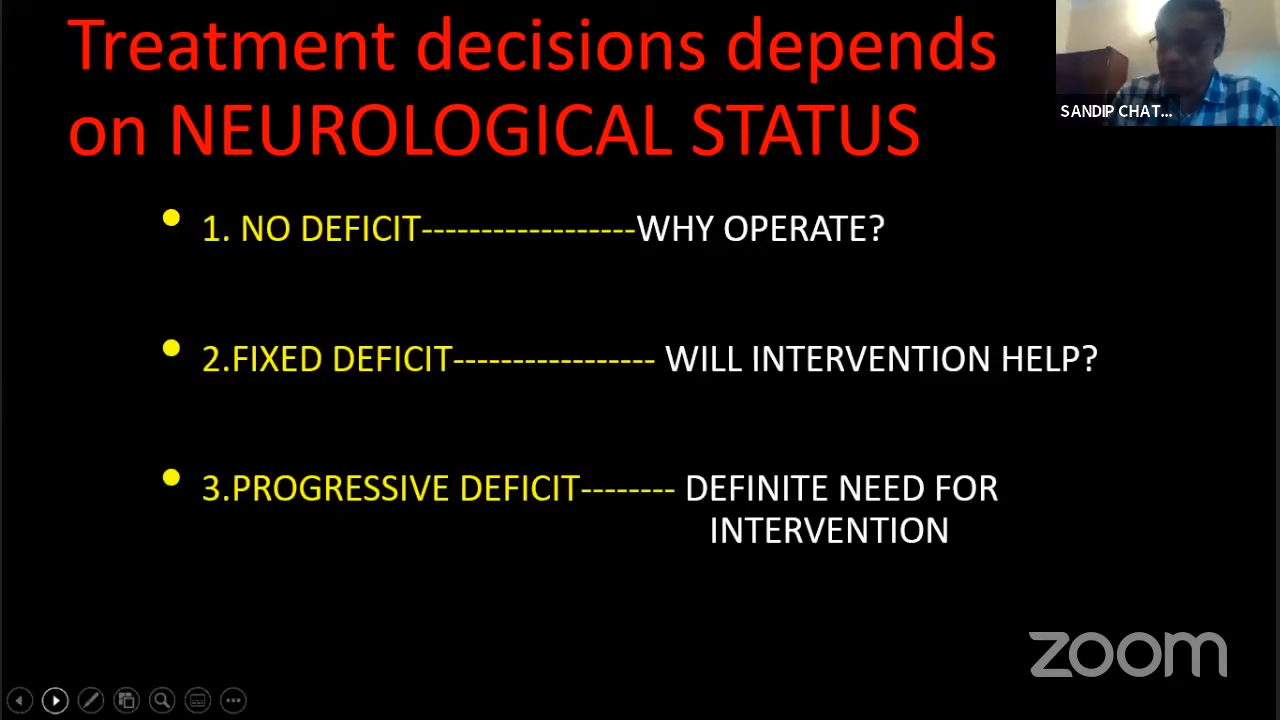 Treatment decisions depends
on NEUROLOGICAL STATUS
SANDIP CHAT...
• 1. NO DEFICIT------------------WHY OPERATE?
• 2.FIXED DEFICIT----------------- WILL INTERVENTION HELP?
• 3.PROGRESSIVE DEFICIT-------- DEFINITE NEED FOR
INTERVENTION
zoom